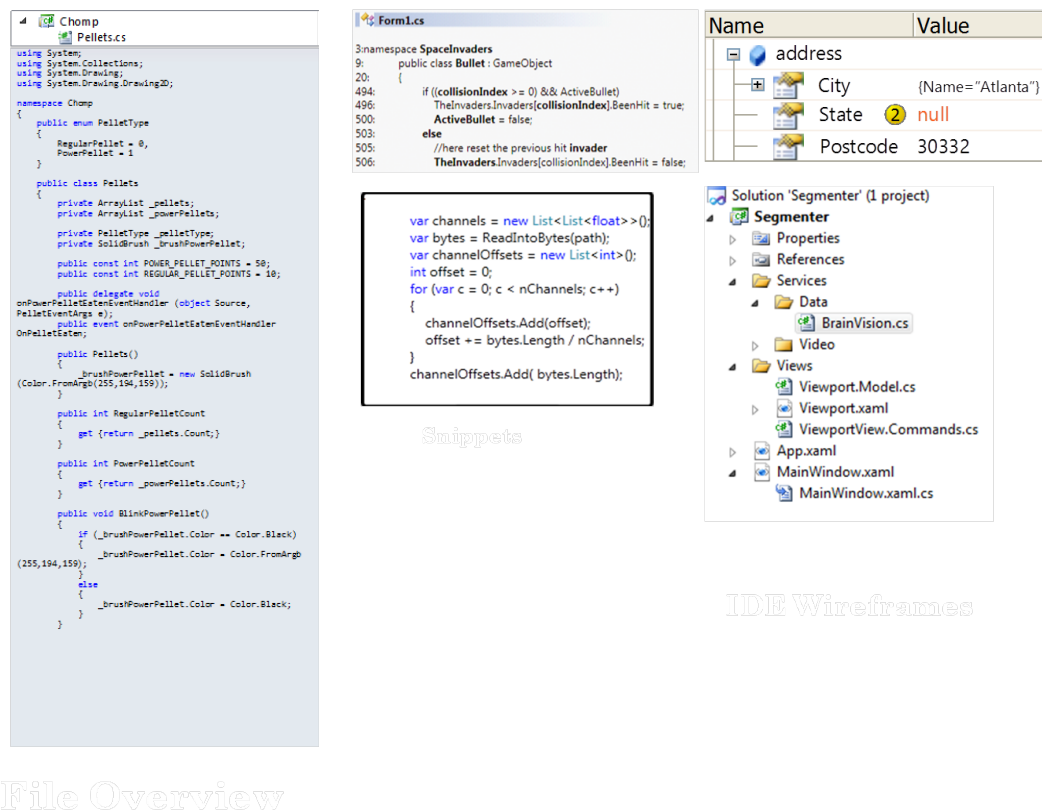 Chomp
Pellets.cs
using System;
using System.Collections;
using System.Drawing;
using System.Drawing.Drawing2D;
namespace Chomp
{
public enum PelletType
{
RegularPellet = 0,
PowerPellet = 1
}
public class Pellets
{
private ArrayList _pellets;
private ArrayList _powerPellets;
private PelletType _pelletType;
private SolidBrush _brushPowerPellet;
public const int POWER_PELLET_POINTS = 50;
public const int REGULAR_PELLET_POINTS = 10;
public delegate void
onPowerPelletEatenEventHandler (object Source,
PelletEventArgs e);
public event onPowerPelletEatenEventHandler
OnPelletEaten;
public Pellets()
{
_brushPowerPellet = new SolidBrush
(Color.FromArgb(255,194,159));
}
public int RegularPelletCount
{
get {return _pellets.Count;}
}
public int PowerPelletCount
{
get {return _powerPellets.Count;}
}
public void BlinkPowerPellet()
{
if (_brushPowerPellet.Color == Color.Black)
{
_brushPowerPellet.Color = Color.FromArgb
(255,194,159);
}
else
{
_brushPowerPellet.Color = Color.Black;
}
}
File Overview
Form1.cs
3:namespace SpaceInvaders
9: public class Bullet : GameObject
20: {
494: if ((collisionIndex >= 0) && ActiveBullet)
496: TheInvaders.Invaders[collisionIndex].BeenHit = true;
500: ActiveBullet = false;
503: else
505: //here reset the previous hit invader
506: TheInvaders.Invaders[collisionIndex].BeenHit = false;
var channels = new List<List<float>>();
var bytes = ReadIntoBytes(path);
var channelOffsets = new List<int>();
int offset = 0;
for (var c = 0; c < nChannels; c++)
{
channelOffsets.Add(offset);
offset += bytes.Length / nChannels;
}
channelOffsets.Add( bytes.Length);
Snippets
Name Value
address
City {Name="Atlanta"}
State 2 null
Postcode 30332
Solution 'Segmenter' (1 project)
Segmenter
Properties
References
Services
Data
BrainVision.cs
Video
Views
Viewport.Model.cs
Viewport.xaml
ViewportView.Commands.cs
App.xaml
MainWindow.xaml
MainWindow.xaml.cs
IDE Wireframes